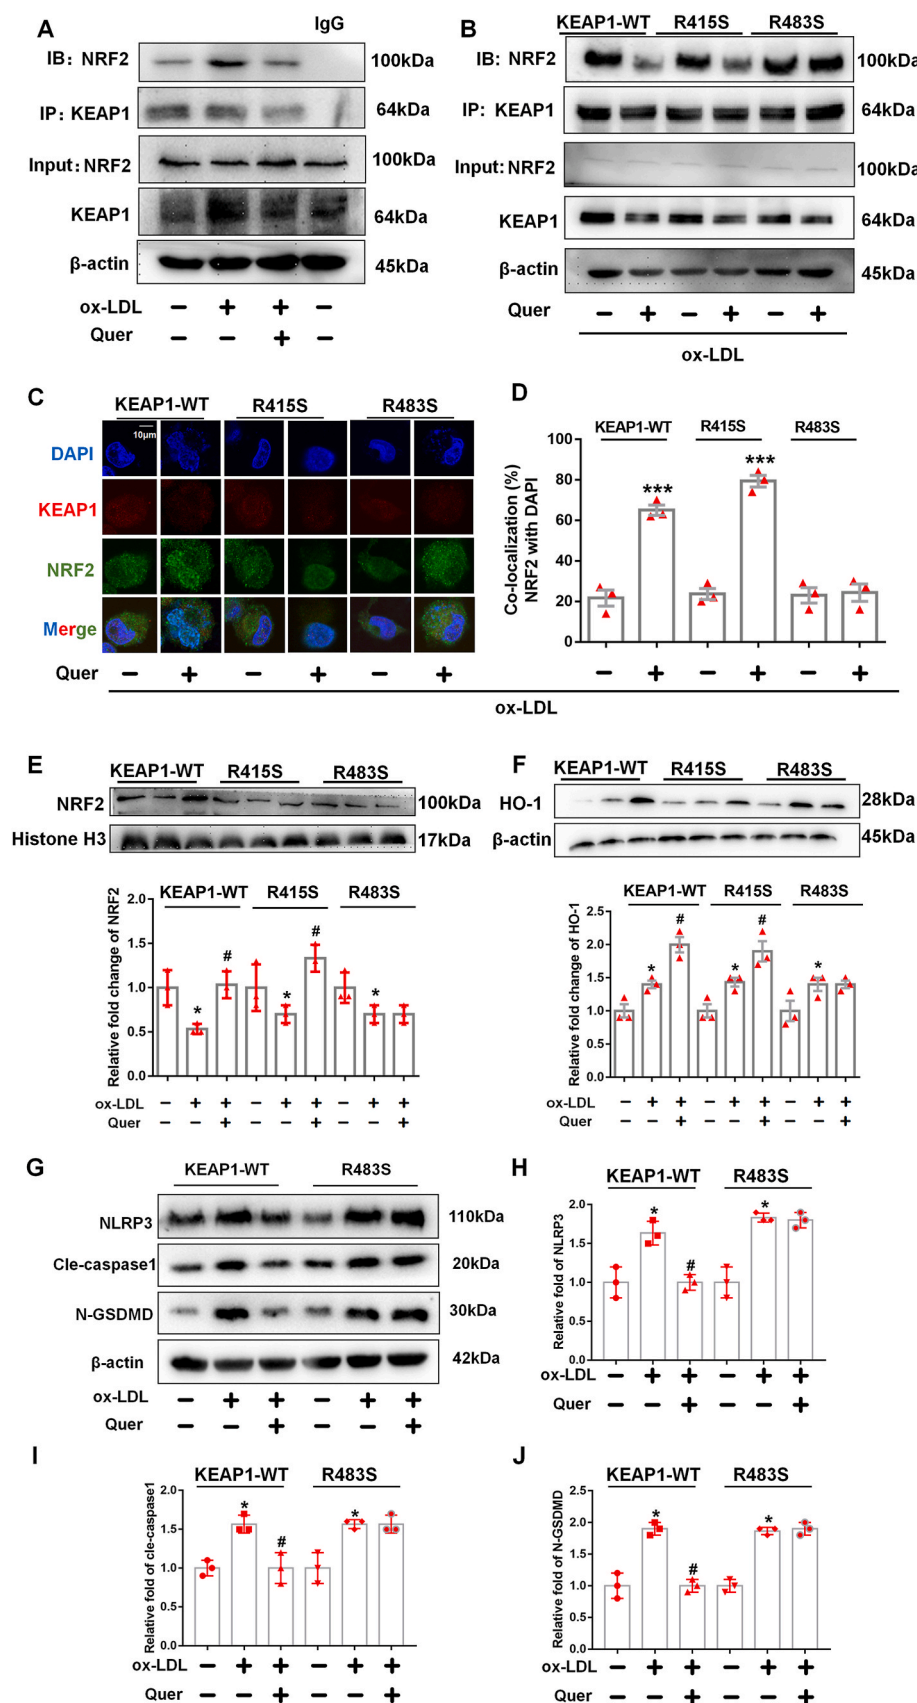 A
IgG
IB: NRF2 100kDa
IP: KEAP1 64kDa
Input: NRF2 100kDa
KEAP1 64kDa
β-actin 45kDa
ox-LDL − + + −
Quer − − + −
B
KEAP1-WT R415S R483S
IB: NRF2 100kDa
IP: KEAP1 64kDa
Input: NRF2 100kDa
KEAP1 64kDa
β-actin 45kDa
Quer − + − + − +
ox-LDL
C
KEAP1-WT R415S R483S
10μm
DAPI
KEAP1
NRF2
Merge
Quer − + − + − +
D
KEAP1-WT R415S R483S
Co-localization (%)
NRF2 with DAPI
100
80
60
40
20
0
*** ***
− + − + − +
ox-LDL
E
KEAP1-WT R415S R483S
NRF2 100kDa
Histone H3 17kDa
KEAP1-WT R415S R483S
Relative fold change of NRF2
2.0
1.5
1.0
0.5
0.0
* # * # *
ox-LDL − + + − + + − + +
Quer − − + − − + − − +
F
KEAP1-WT R415S R483S
HO-1 28kDa
β-actin 45kDa
KEAP1-WT R415S R483S
Relative fold change of HO-1
2.5
2.0
1.5
1.0
0.5
0.0
* # * # *
ox-LDL − + + − + + − + +
Quer − − + − − + − − +
G
KEAP1-WT R483S
NLRP3 110kDa
Cle-caspase1 20kDa
N-GSDMD 30kDa
β-actin 42kDa
ox-LDL − + + − + +
Quer − − + − − +
H
KEAP1-WT R483S
Relative fold of NLRP3
2.0
1.5
1.0
0.5
0.0
* # *
ox-LDL − + + − + +
Quer − − + − − +
I
KEAP1-WT R483S
Relative fold of cle-caspase1
2.0
1.5
1.0
0.5
0.0
* # *
ox-LDL − + + − + +
Quer − − + − − +
J
KEAP1-WT R483S
Relative fold of N-GSDMD
2.5
2.0
1.5
1.0
0.5
0.0
* # *
ox-LDL − + + − + +
Quer − − + − − +